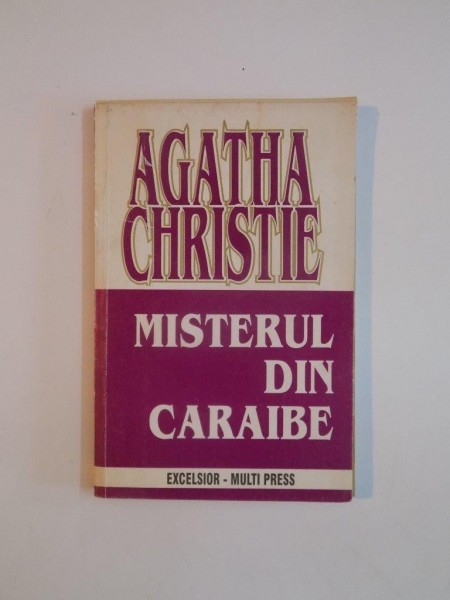 AGATHA
CHRISTIE
MISTERUL
DIN
CARAIBE
EXCELSIOR - MULTI PRESS